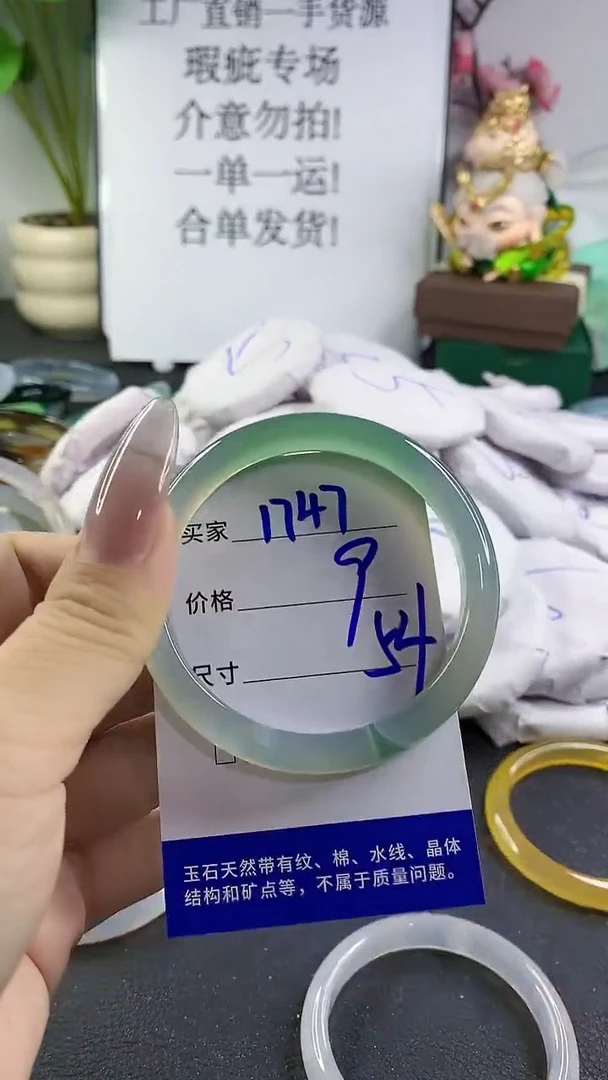 工厂直销一手货源
瑕疵专场
介意勿拍!
一单一运!
合单发货!
买家 1747
价格 9
尺寸 54
玉石天然带有纹、棉、水线、晶体
结构和矿点等，不属于质量问题。